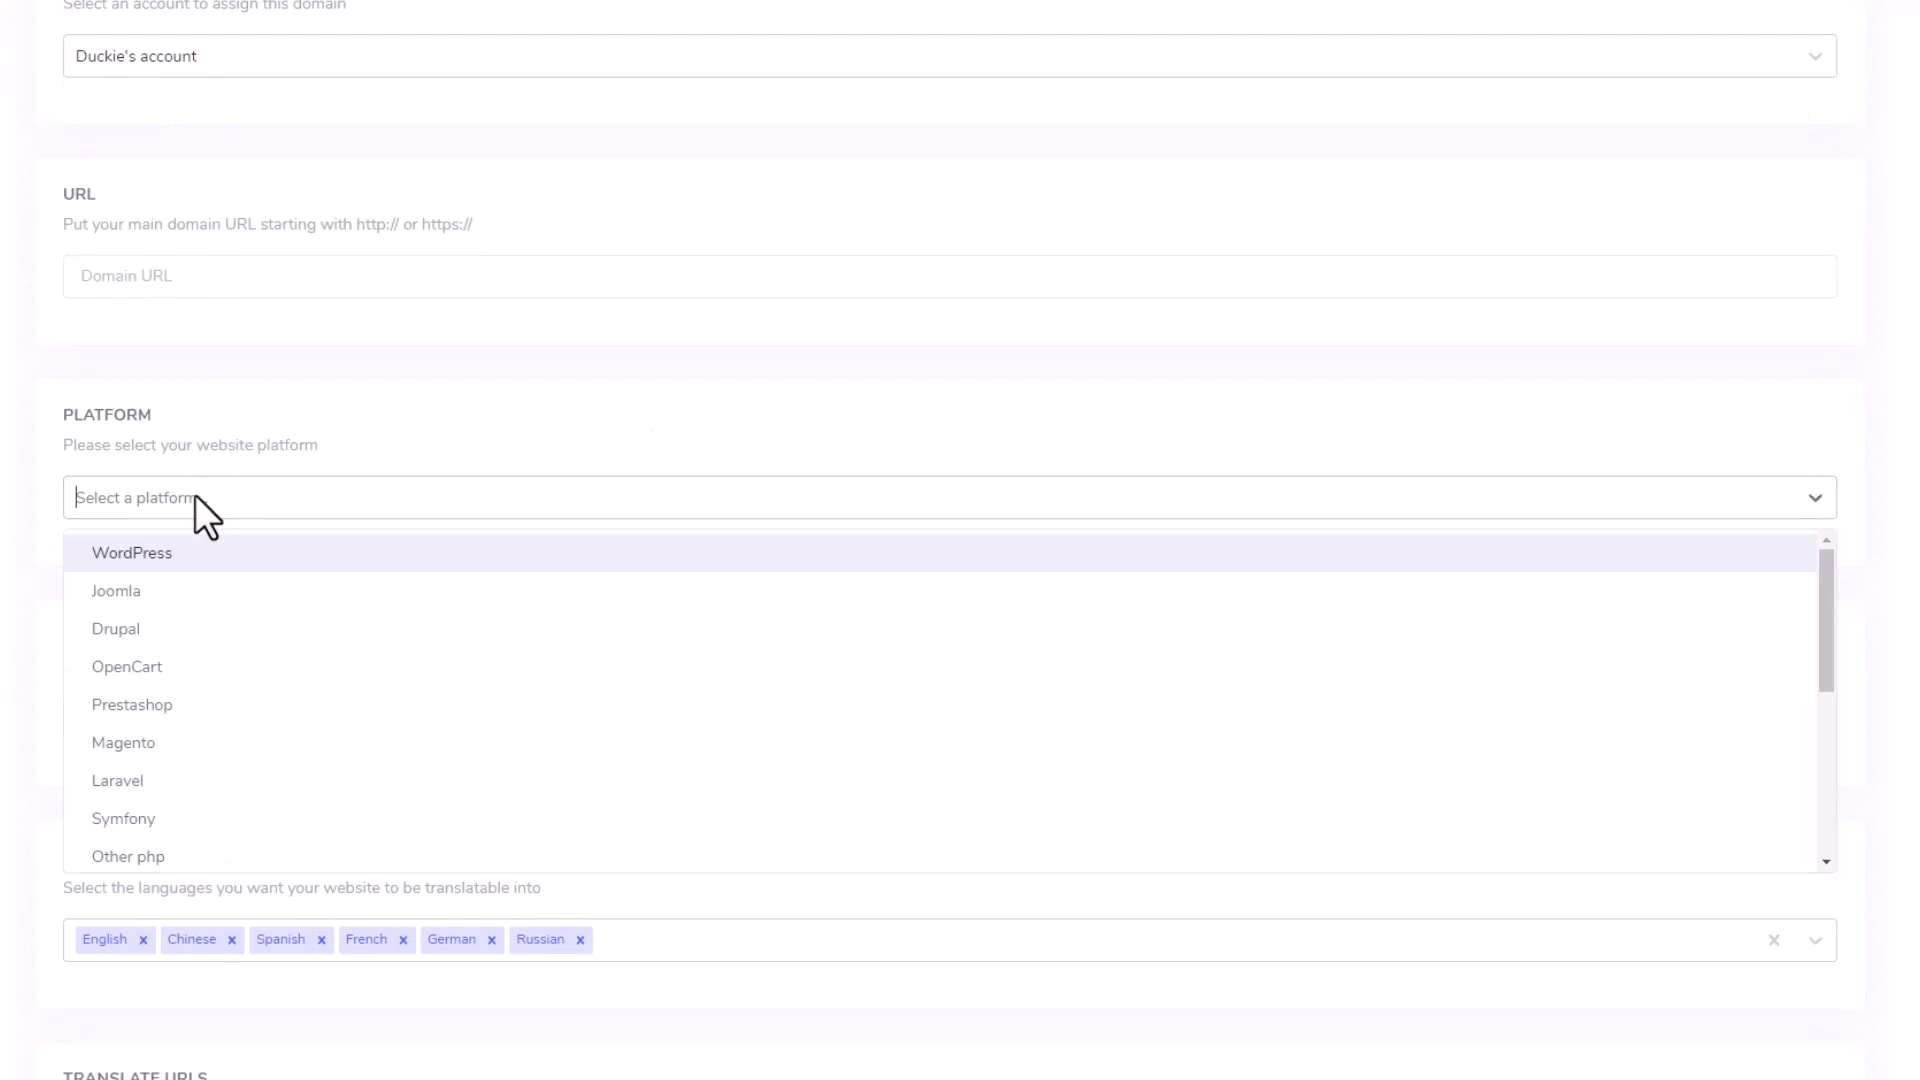 Select an account to assign this domain
Duckie's account
URL
Put your main domain URL starting with http:// or https://
Domain URL
PLATFORM
Please select your website platform
Select a platform
WordPress
Joomla
Drupal
OpenCart
Prestashop
Magento
Laravel
Symfony
Other php
Select the languages you want your website to be translatable into
English x Chinese x Spanish x French x German x Russian x
TRANSLATE URLS